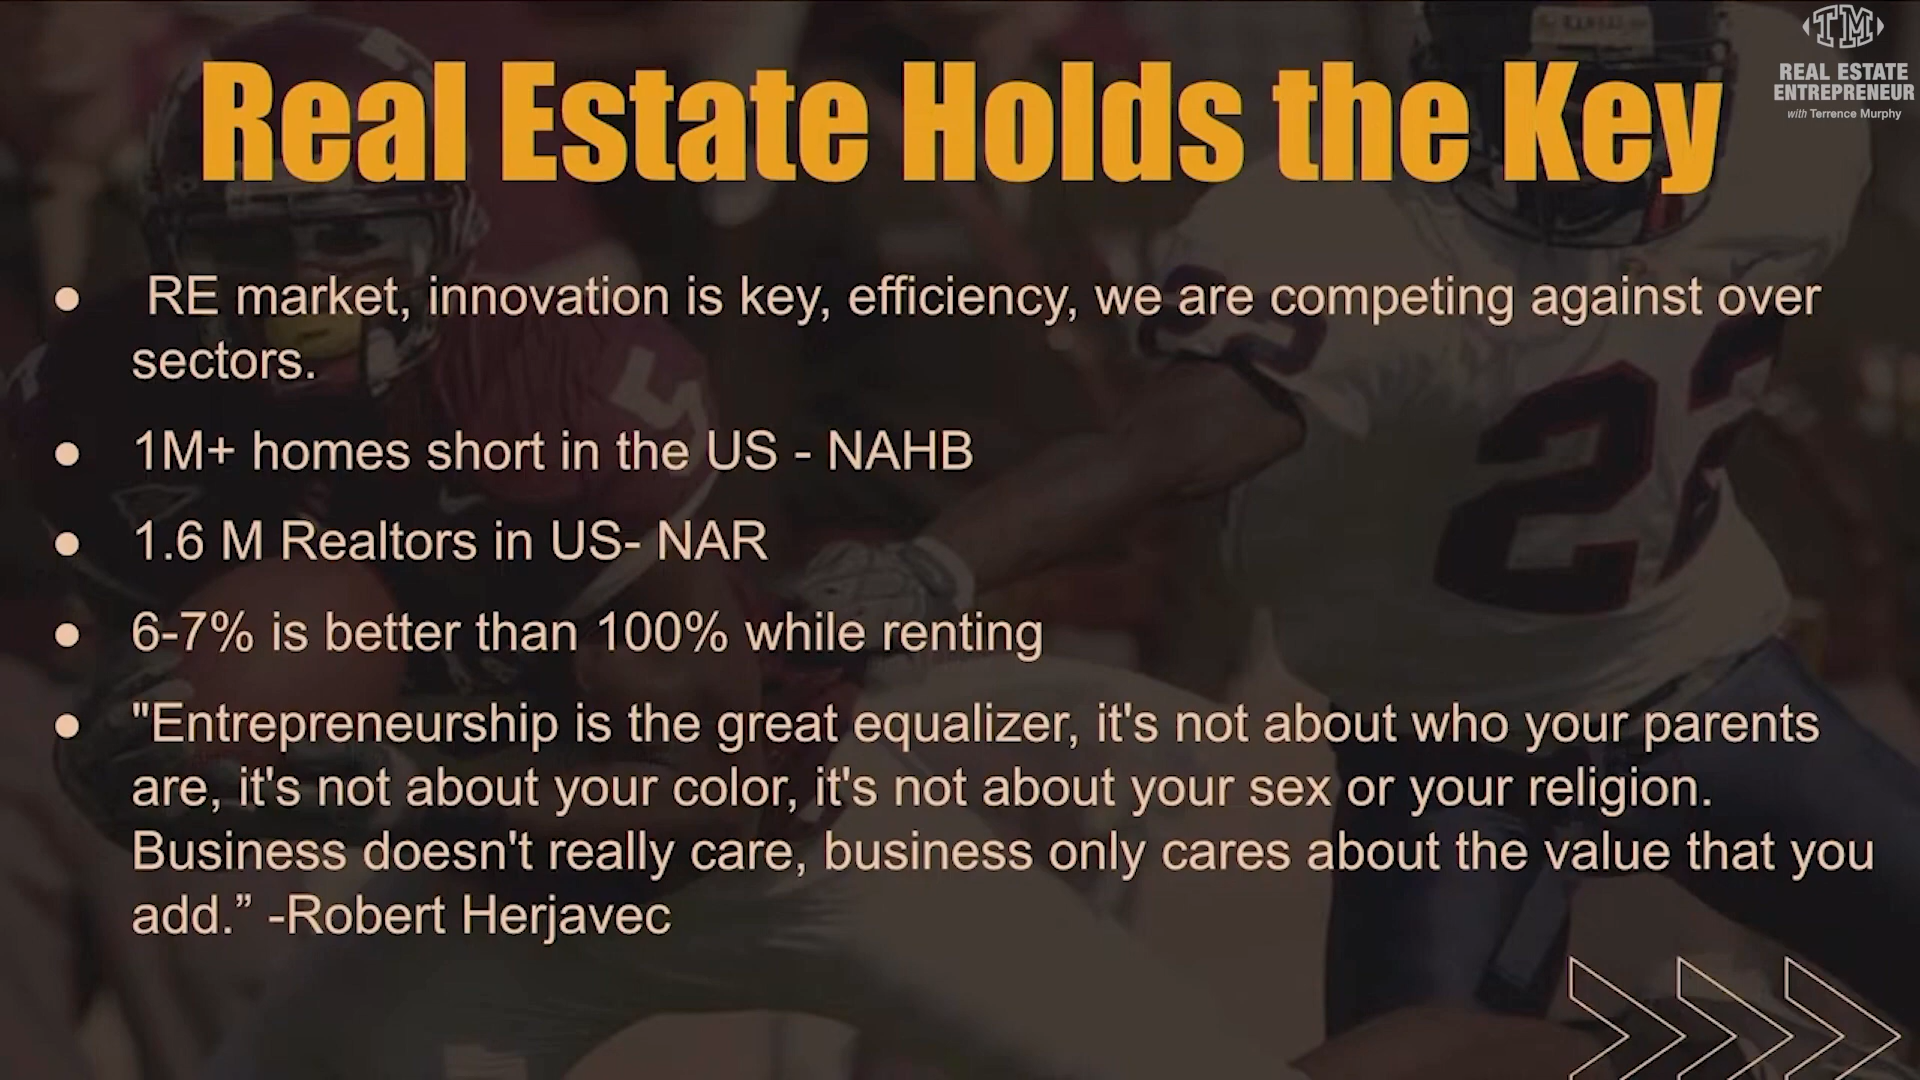 TM
REAL ESTATE
ENTREPRENEUR
with Terrence Murphy
Real Estate Holds the Key
● RE market, innovation is key, efficiency, we are competing against over
sectors.
● 1M+ homes short in the US - NAHB
● 1.6 M Realtors in US- NAR
● 6-7% is better than 100% while renting
● "Entrepreneurship is the great equalizer, it's not about who your parents
are, it's not about your color, it's not about your sex or your religion.
Business doesn't really care, business only cares about the value that you
add.” -Robert Herjavec
5
22